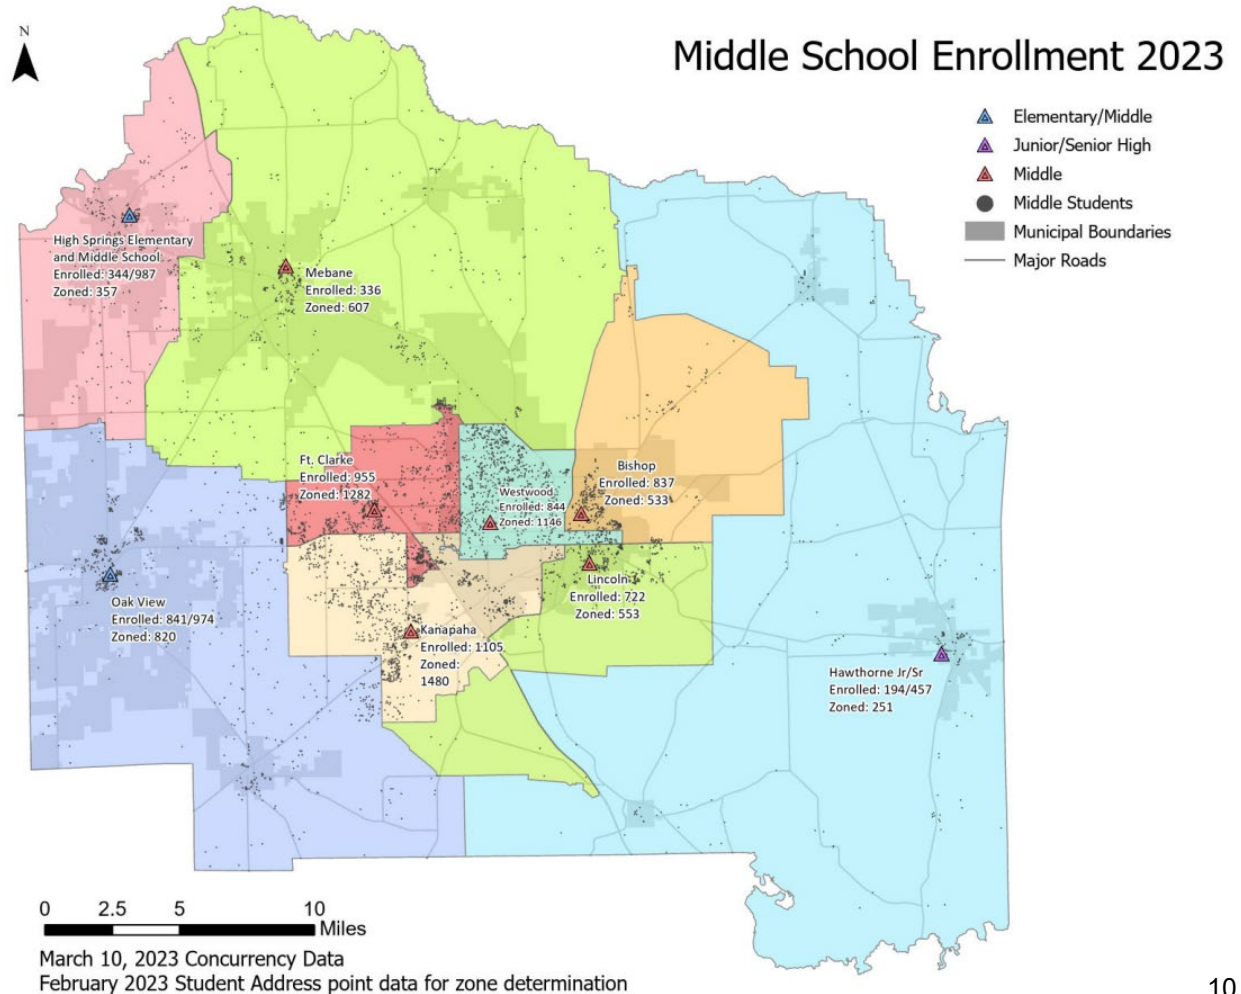 N
Middle School Enrollment 2023
Elementary/Middle
Junior/Senior High
Middle
Middle Students
Municipal Boundaries
Major Roads
High Springs Elementary
and Middle School
Enrolled: 344/987
Zoned: 357
Mebane
Enrolled: 336
Zoned: 607
Ft. Clarke
Enrolled: 955
Zoned: 1282
Westwood
Enrolled: 844
Zoned: 1146
Bishop
Enrolled: 837
Zoned: 533
Oak View
Enrolled: 841/974
Zoned: 820
Lincoln
Enrolled: 722
Zoned: 553
Kanapaha
Enrolled: 1105
Zoned:
1480
Hawthorne Jr/Sr
Enrolled: 194/457
Zoned: 251
0 2.5 5 10
Miles
March 10, 2023 Concurrency Data
February 2023 Student Address point data for zone determination
10